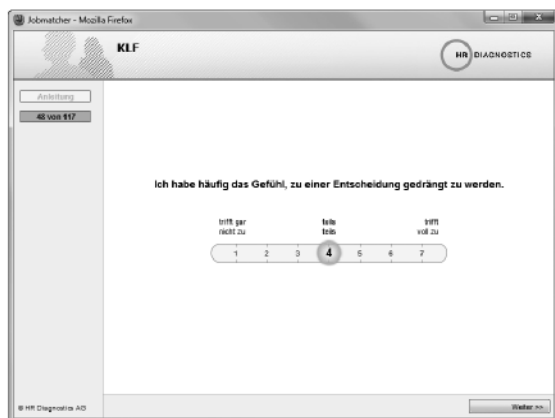 Jobmatcher - Mozilla Firefox
KLF
HR DIAGNOSTICS
Anleitung
48 von 117
Ich habe häufig das Gefühl, zu einer Entscheidung gedrängt zu werden.
trifft gar teils trifft
nicht zu teils voll zu
1 2 3 4 5 6 7
© HR Diagnostics AG
Weiter >>